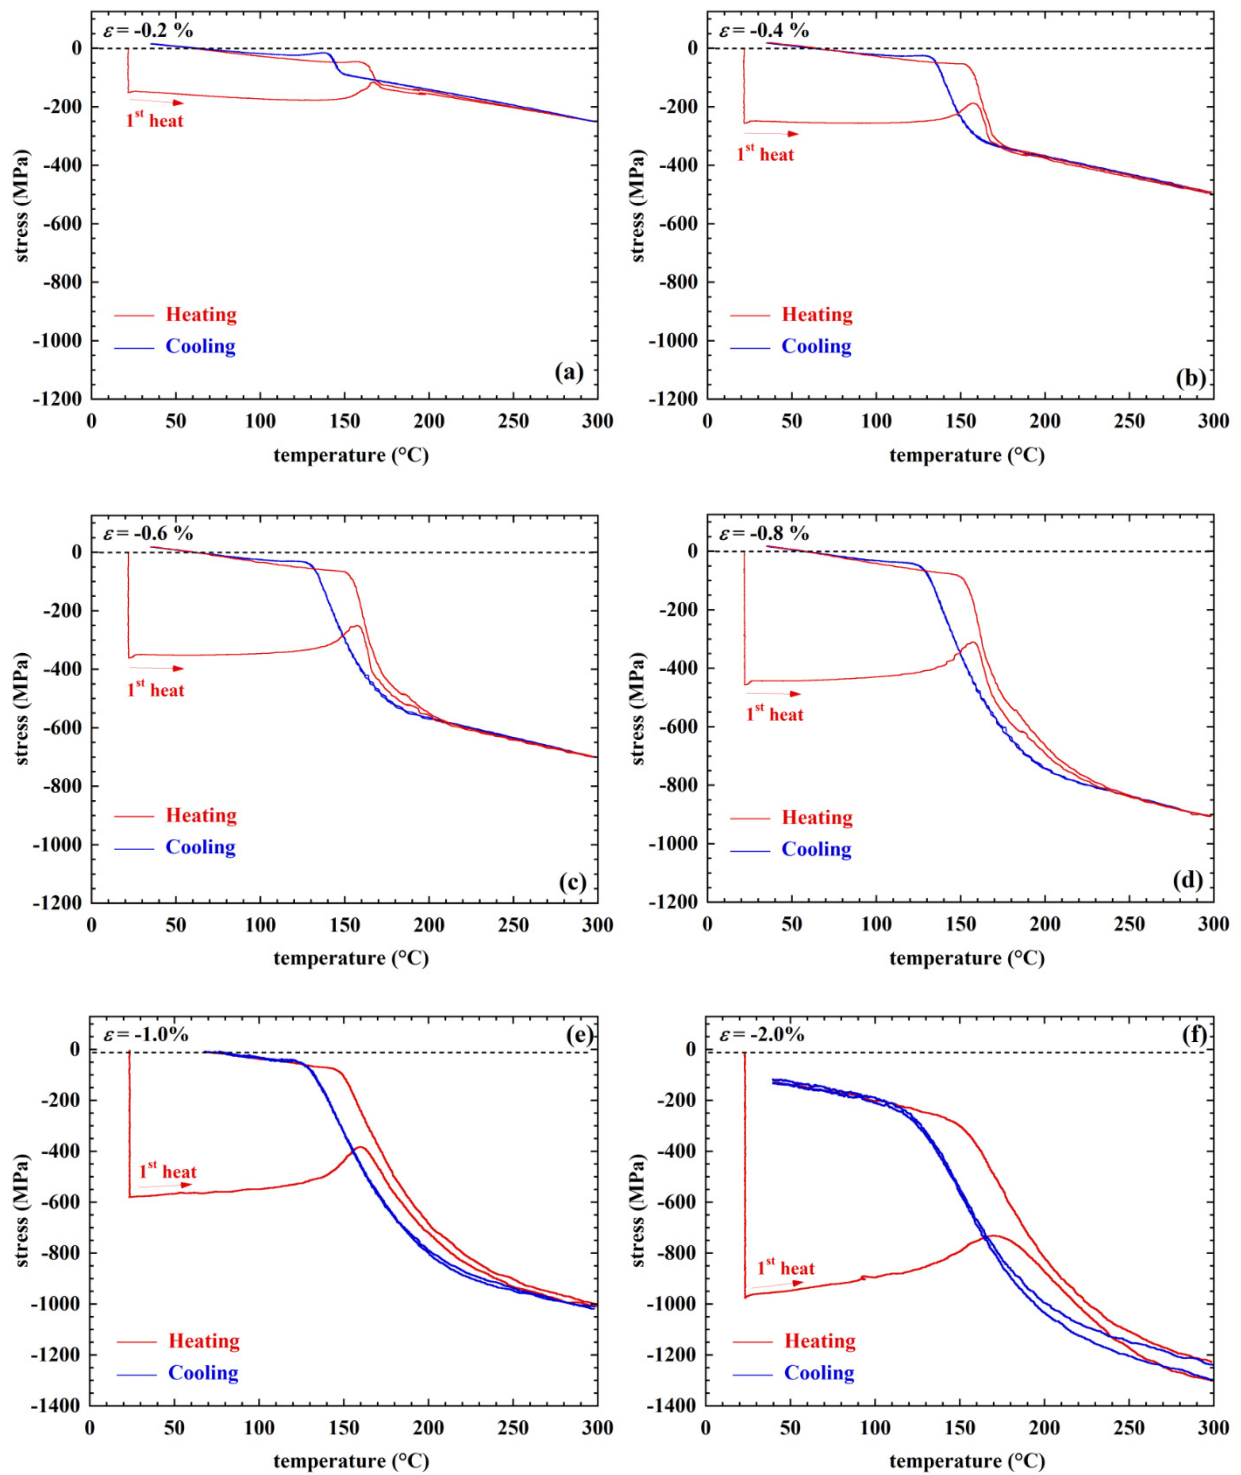 ε = -0.2 %
0
-200
-400
-600
-800
-1000
-1200
stress (MPa)
1st heat
Heating
Cooling
(a)
0 50 100 150 200 250 300
temperature (°C)
ε = -0.4 %
0
-200
-400
-600
-800
-1000
-1200
stress (MPa)
1st heat
Heating
Cooling
(b)
0 50 100 150 200 250 300
temperature (°C)
ε = -0.6 %
0
-200
-400
-600
-800
-1000
-1200
stress (MPa)
1st heat
Heating
Cooling
(c)
0 50 100 150 200 250 300
temperature (°C)
ε = -0.8 %
0
-200
-400
-600
-800
-1000
-1200
stress (MPa)
1st heat
Heating
Cooling
(d)
0 50 100 150 200 250 300
temperature (°C)
ε = -1.0%
(e)
0
-200
-400
-600
-800
-1000
-1200
-1400
stress (MPa)
1st heat
Heating
Cooling
0 50 100 150 200 250 300
temperature (°C)
ε = -2.0%
(f)
0
-200
-400
-600
-800
-1000
-1200
-1400
stress (MPa)
1st heat
Heating
Cooling
0 50 100 150 200 250 300
temperature (°C)